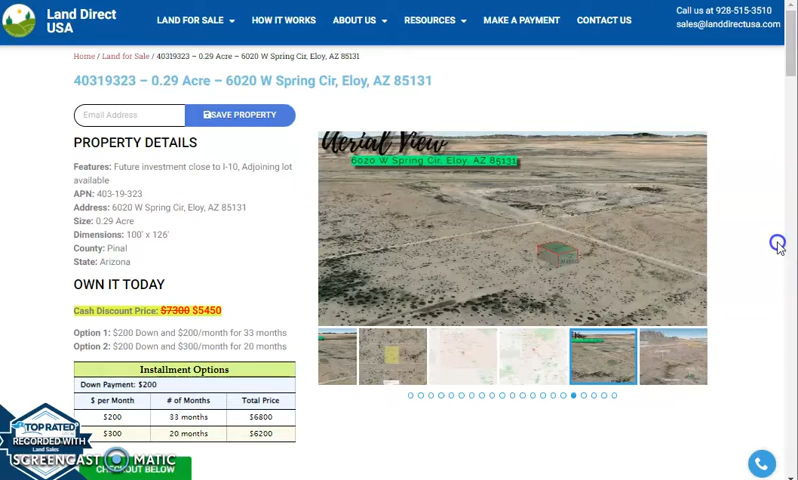 Land Direct
USA
LAND FOR SALE
HOW IT WORKS
ABOUT US
RESOURCES
MAKE A PAYMENT
CONTACT US
Call us at 928-515-3510
sales@landdirectusa.com
Home / Land for Sale / 40319323 – 0.29 Acre – 6020 W Spring Cir, Eloy, AZ 85131
40319323 – 0.29 Acre – 6020 W Spring Cir, Eloy, AZ 85131
Email Address
SAVE PROPERTY
PROPERTY DETAILS
Features: Future investment close to I-10, Adjoining lot
available
APN: 403-19-323
Address: 6020 W Spring Cir, Eloy, AZ 85131
Size: 0.29 Acre
Dimensions: 100' x 126'
County: Pinal
State: Arizona
Aerial View
6020 W Spring Cir, Eloy, AZ 85131
OWN IT TODAY
Cash Discount Price: $7300 $5450
Option 1: $200 Down and $200/month for 33 months
Option 2: $200 Down and $300/month for 20 months
Installment Options
Down Payment: $200
$ per Month # of Months Total Price
$200 33 months $6800
$300 20 months $6200
TOP RATED
Land Sales
RECORDED WITH
SCREENCAST MATIC
CHECKOUT BELOW